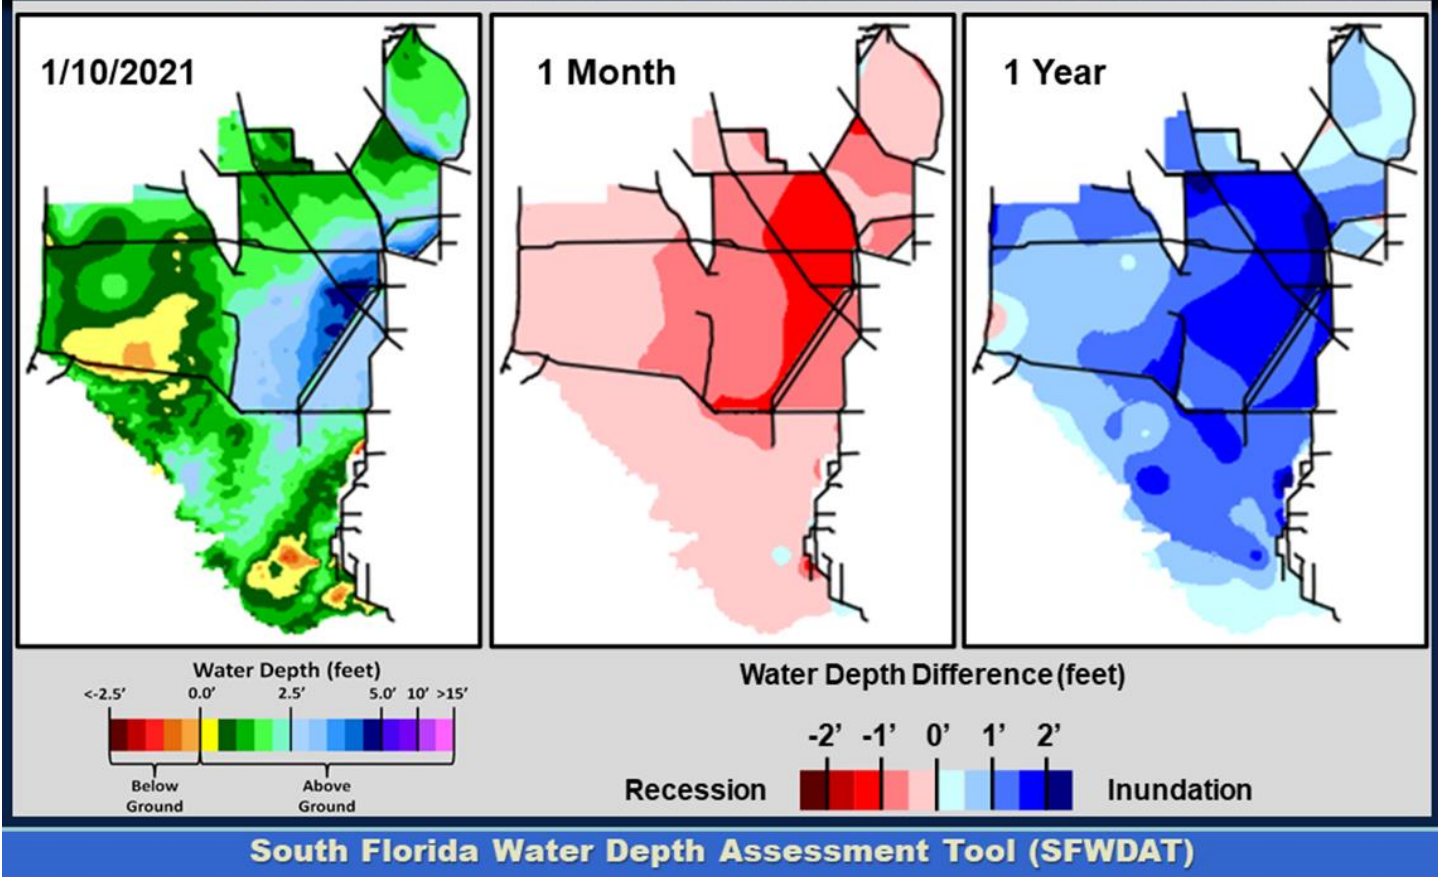 1/10/2021
1 Month
1 Year
Water Depth (feet)
<-2.5’ 0.0’ 2.5’ 5.0’ 10’ >15’
Below Ground
Above Ground
Water Depth Difference (feet)
-2’ -1’ 0’ 1’ 2’
Recession
Inundation
South Florida Water Depth Assessment Tool (SFWDAT)